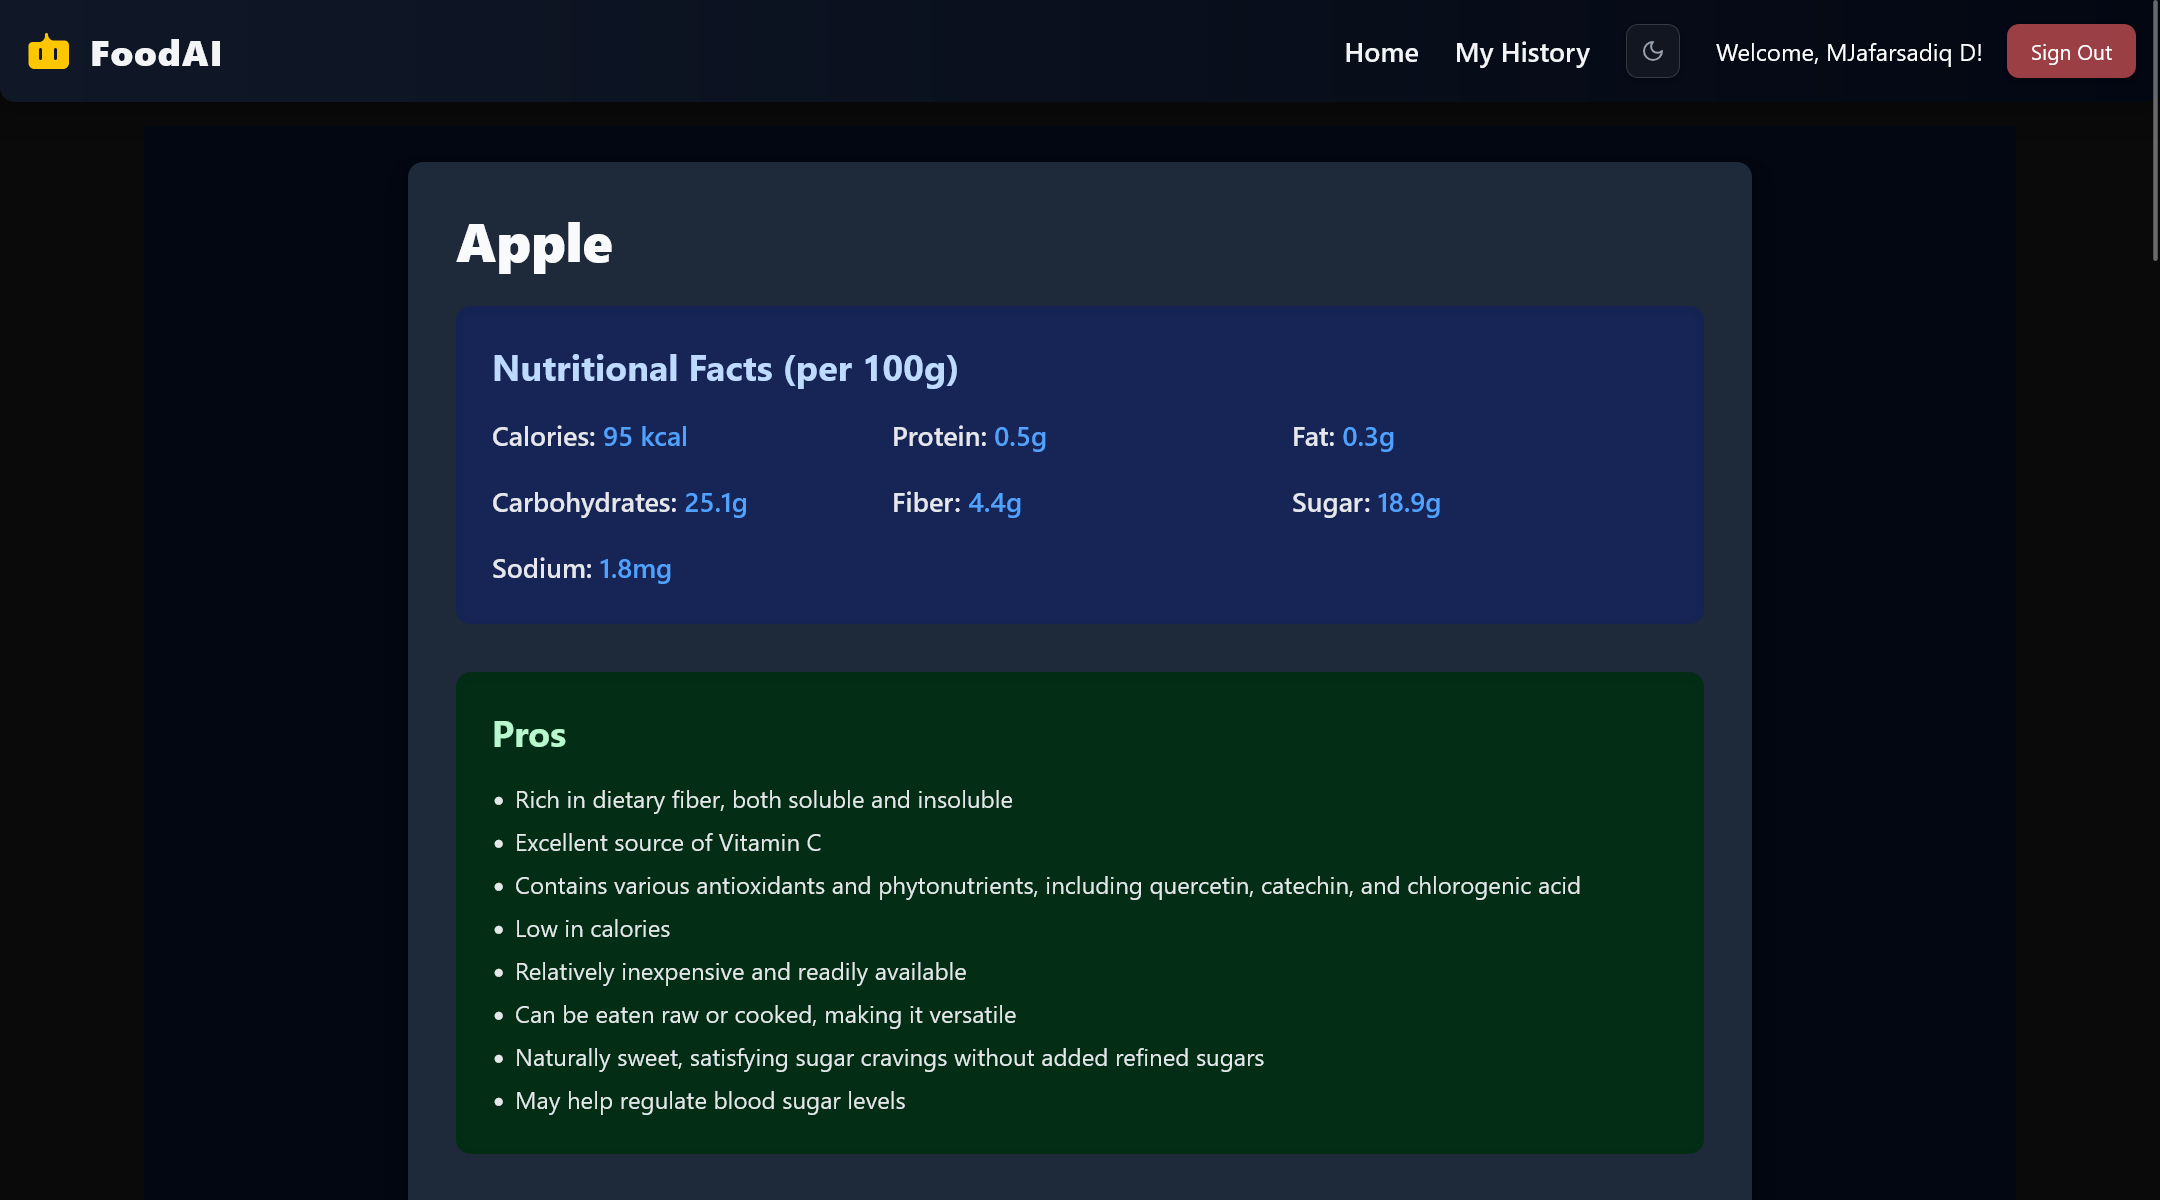 FoodAI
Home
My History
Welcome, MJafarsadiq D!
Sign Out
Apple
Nutritional Facts (per 100g)
Calories: 95 kcal
Protein: 0.5g
Fat: 0.3g
Carbohydrates: 25.1g
Fiber: 4.4g
Sugar: 18.9g
Sodium: 1.8mg
Pros
• Rich in dietary fiber, both soluble and insoluble
• Excellent source of Vitamin C
• Contains various antioxidants and phytonutrients, including quercetin, catechin, and chlorogenic acid
• Low in calories
• Relatively inexpensive and readily available
• Can be eaten raw or cooked, making it versatile
• Naturally sweet, satisfying sugar cravings without added refined sugars
• May help regulate blood sugar levels